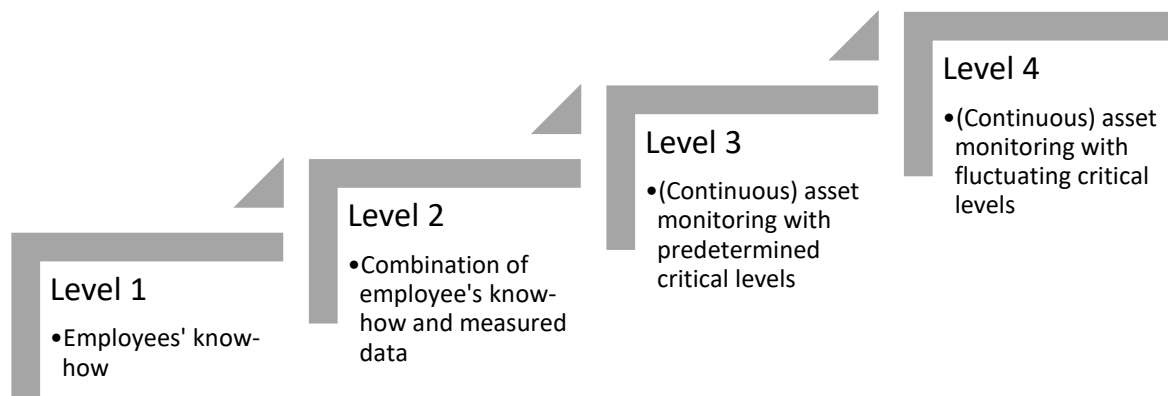 Level 1
•Employees' know-
how
Level 2
•Combination of
employee's know-
how and measured
data
Level 3
•(Continuous) asset
monitoring with
predetermined
critical levels
Level 4
•(Continuous) asset
monitoring with
fluctuating critical
levels